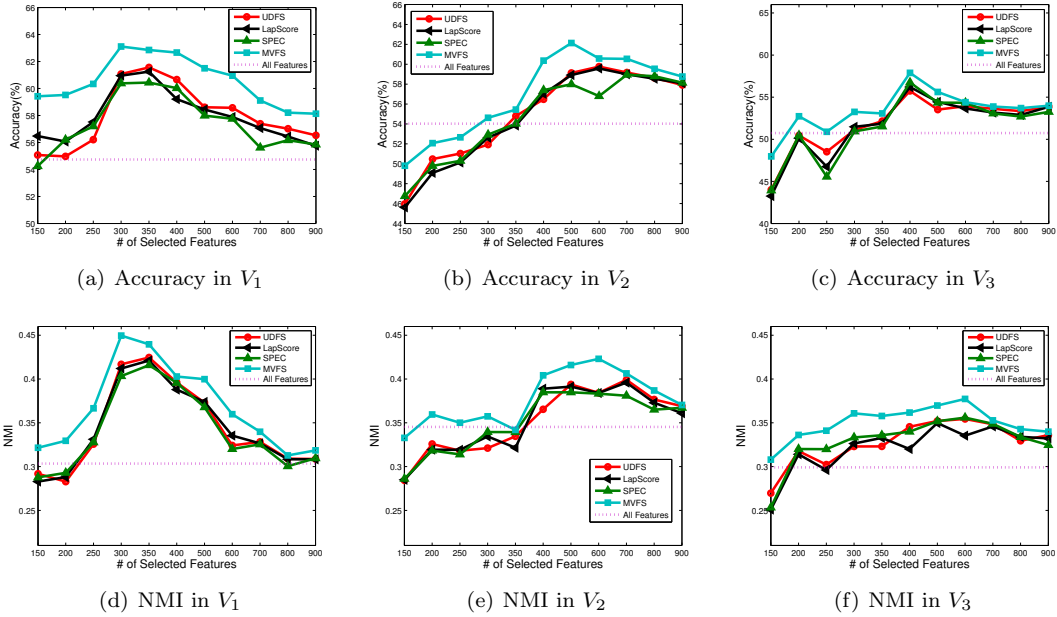 Accuracy(%)
66
64
62
60
58
56
54
52
50
150 200 250 300 350 400 500 600 700 800 900
# of Selected Features
UDFS
LapScore
SPEC
MVFS
All Features
(a) Accuracy in V1
Accuracy(%)
66
64
62
60
58
56
54
52
50
48
46
44
150 200 250 300 350 400 500 600 700 800 900
# of Selected Features
UDFS
LapScore
SPEC
MVFS
All Features
(b) Accuracy in V2
Accuracy(%)
65
60
55
50
45
40
150 200 250 300 350 400 500 600 700 800 900
# of Selected Features
UDFS
LapScore
SPEC
MVFS
All Features
(c) Accuracy in V3
NMI
0.45
0.4
0.35
0.3
0.25
150 200 250 300 350 400 500 600 700 800 900
# of Selected Features
UDFS
LapScore
SPEC
MVFS
All Features
(d) NMI in V1
NMI
0.45
0.4
0.35
0.3
0.25
150 200 250 300 350 400 500 600 700 800 900
# of Selected Features
UDFS
LapScore
SPEC
MVFS
All Features
(e) NMI in V2
NMI
0.45
0.4
0.35
0.3
0.25
150 200 250 300 350 400 500 600 700 800 900
# of Selected Features
UDFS
LapScore
SPEC
MVFS
All Features
(f) NMI in V3